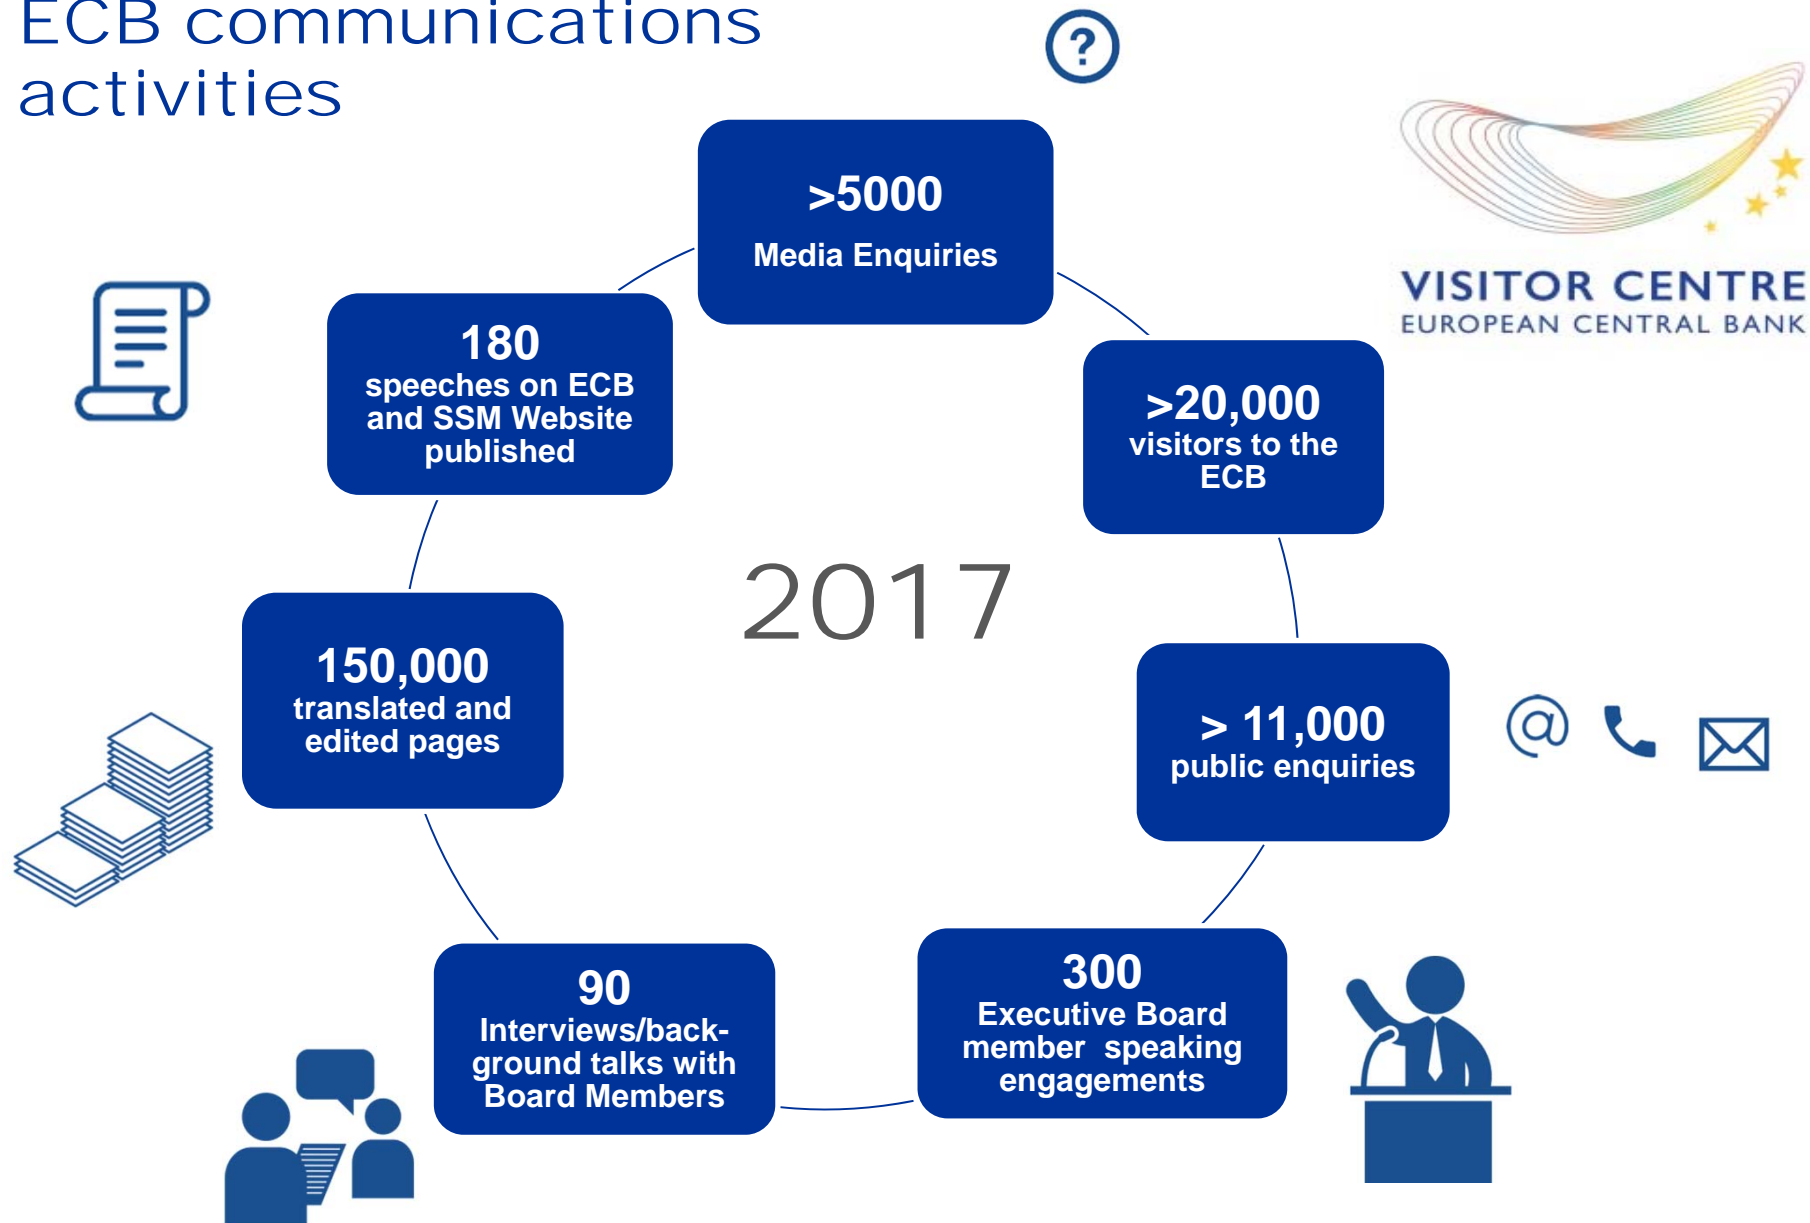 ECB communications
activities
?
VISITOR CENTRE
EUROPEAN CENTRAL BANK
>5000
Media Enquiries
>20,000
visitors to the
ECB
> 11,000
public enquiries
@
300
Executive Board
member  speaking
engagements
90
Interviews/back-
ground talks with
Board Members
150,000
translated and
edited pages
180
speeches on ECB
and SSM Website
published
2017